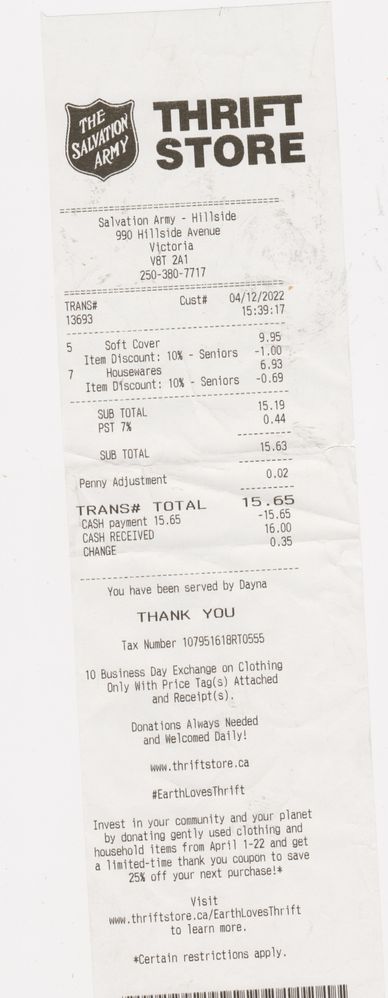 THE
SALVATION
ARMY
THRIFT
STORE
Salvation Army - Hillside
990 Hillside Avenue
Victoria
V8T 2A1
250-380-7717
TRANS# Cust# 04/12/2022
13693 15:39:17
5 Soft Cover 9.95
Item Discount: 10% - Seniors -1.00
7 Housewares 6.93
Item Discount: 10% - Seniors -0.69
SUB TOTAL 15.19
PST 7% 0.44
SUB TOTAL 15.63
Penny Adjustment 0.02
TRANS# TOTAL 15.65
CASH payment 15.65 -15.65
CASH RECEIVED 16.00
CHANGE 0.35
You have been served by Dayna
THANK YOU
Tax Number 107951618RT0555
10 Business Day Exchange on Clothing
Only With Price Tag(s) Attached
and Receipt(s).
Donations Always Needed
and Welcomed Daily!
www.thriftstore.ca
#EarthLovesThrift
Invest in your community and your planet
by donating gently used clothing and
household items from April 1-22 and get
a limited-time thank you coupon to save
25% off your next purchase!*
Visit
www.thriftstore.ca/EarthLovesThrift
to learn more.
*Certain restrictions apply.